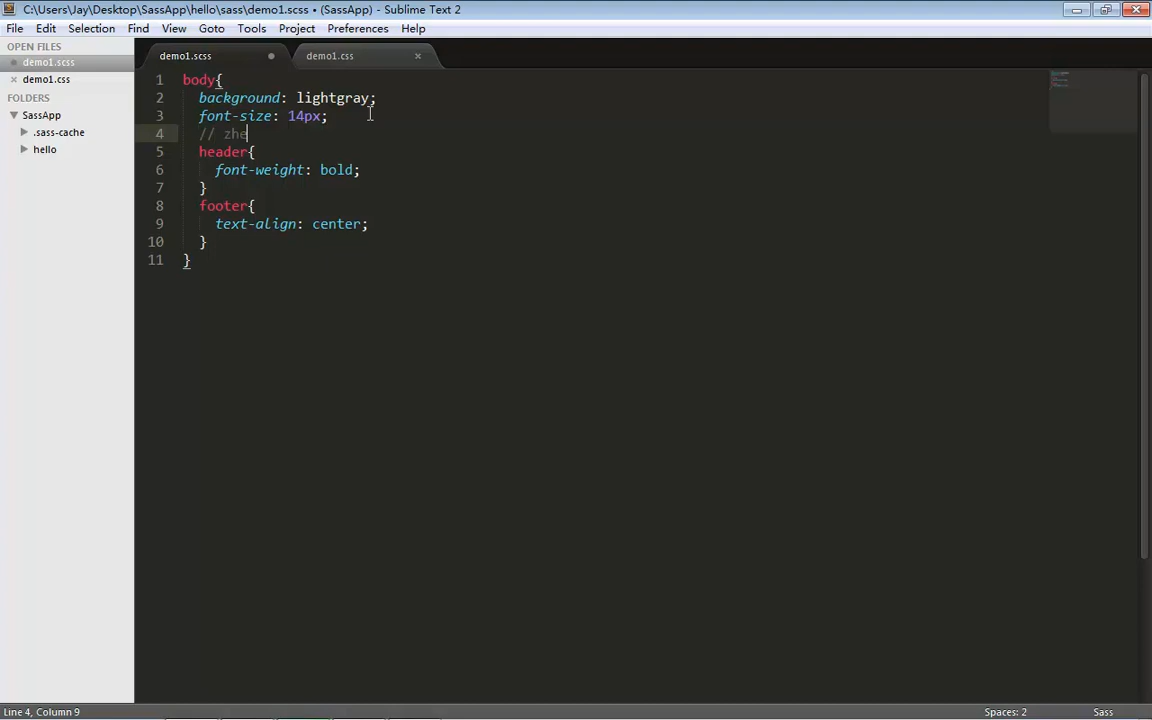 C:\Users\Jay\Desktop\SassApp\hello\sass\demo1.scss • (SassApp) - Sublime Text 2
File Edit Selection Find View Goto Tools Project Preferences Help
OPEN FILES
demo1.scss
demo1.css
FOLDERS
SassApp
.sass-cache
hello
demo1.scss demo1.css
1 body{
2 background: lightgray;
3 font-size: 14px;
4 // zhe
5 header{
6 font-weight: bold;
7 }
8 footer{
9 text-align: center;
10 }
11 }
Line 4, Column 9 Spaces: 2 Sass